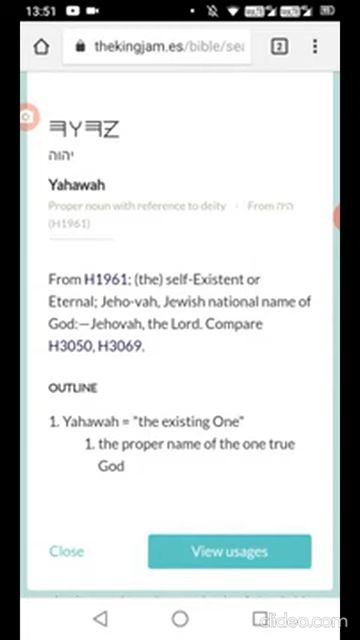 13:51
thekingjam.es/bible/sea
2
𐤄𐤅𐤄𐤉
יהוה
Yahawah
Proper noun with reference to deity · From היה
(H1961)
From H1961; (the) self-Existent or
Eternal; Jeho-vah, Jewish national name of
God:—Jehovah, the Lord. Compare
H3050, H3069.
OUTLINE
1. Yahawah = "the existing One"
1. the proper name of the one true
God
Close
View usages
clideo.com